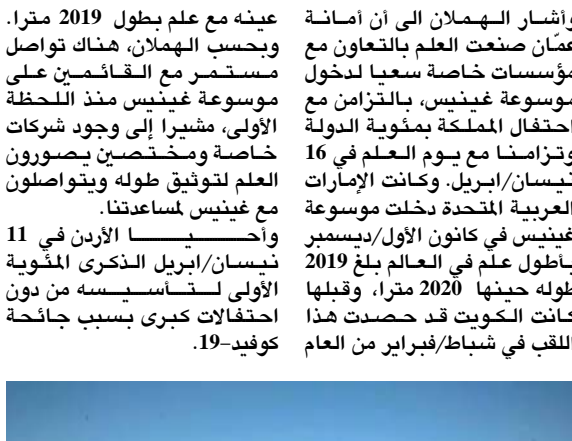 وأشار الهملان الى أن أمانة
عمّان صنعت العلم بالتعاون مع
مؤسسات خاصة سعيا لدخول
موسوعة غينيس، بالتزامن مع
احتفال المملكة بمئوية الدولة
وتزامنا مع يوم العلم في 16
نيسان/ابريل. وكانت الإمارات
العربية المتحدة دخلت موسوعة
غينيس في كانون الأول/ديسمبر
2019 بأطول علم في العالم بلغ
طوله حينها 2020 مترا، وقبلها
كانت الكويت قد حصدت هذا
اللقب في شباط/فبراير من العام
عينه مع علم بطول 2019 مترا.
وبحسب الهملان، هناك تواصل
مستمر مع القائمين على
موسوعة غينيس منذ اللحظة
الأولى، مشيرا إلى وجود شركات
خاصة ومختصين يصورون
العلم لتوثيق طوله ويتواصلون
مع غينيس لمساعدتنا.
وأحيا الأردن في 11
نيسان/ابريل الذكرى المئوية
الأولى لتأسيسه من دون
احتفالات كبرى بسبب جائحة
كوفيد-19.